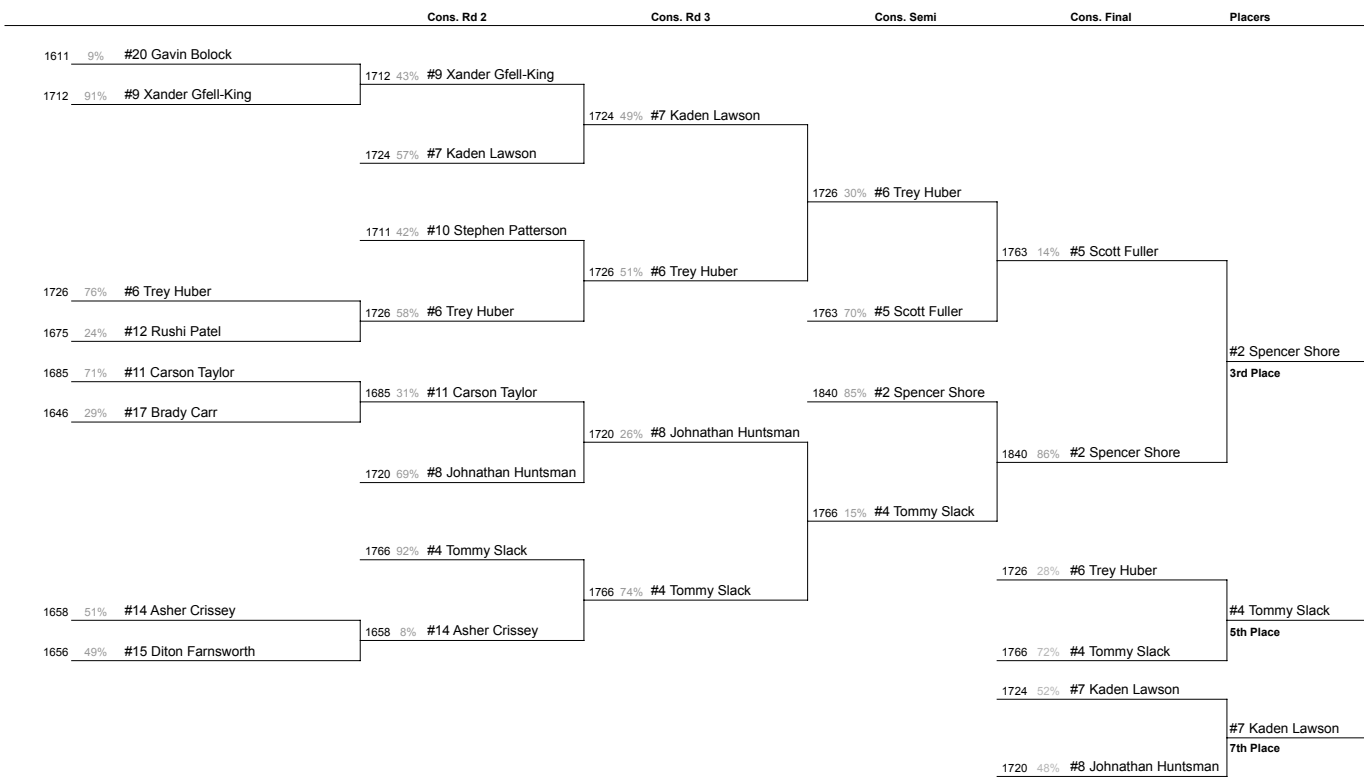 Cons. Rd 2 Cons. Rd 3 Cons. Semi Cons. Final Placers
1611 9% #20 Gavin Bolock
1712 43% #9 Xander Gfell-King
1712 91% #9 Xander Gfell-King
1724 49% #7 Kaden Lawson
1724 57% #7 Kaden Lawson
1726 30% #6 Trey Huber
1711 42% #10 Stephen Patterson
1763 14% #5 Scott Fuller
1726 51% #6 Trey Huber
1726 76% #6 Trey Huber
1726 58% #6 Trey Huber
1763 70% #5 Scott Fuller
1675 24% #12 Rushi Patel
#2 Spencer Shore
1685 71% #11 Carson Taylor
3rd Place
1685 31% #11 Carson Taylor
1840 85% #2 Spencer Shore
1646 29% #17 Brady Carr
1720 26% #8 Johnathan Huntsman
1840 86% #2 Spencer Shore
1720 69% #8 Johnathan Huntsman
1766 15% #4 Tommy Slack
1766 92% #4 Tommy Slack
1726 28% #6 Trey Huber
1766 74% #4 Tommy Slack
1658 51% #14 Asher Crissey
#4 Tommy Slack
1658 8% #14 Asher Crissey
5th Place
1656 49% #15 Diton Farnsworth
1766 72% #4 Tommy Slack
1724 52% #7 Kaden Lawson
#7 Kaden Lawson
7th Place
1720 48% #8 Johnathan Huntsman